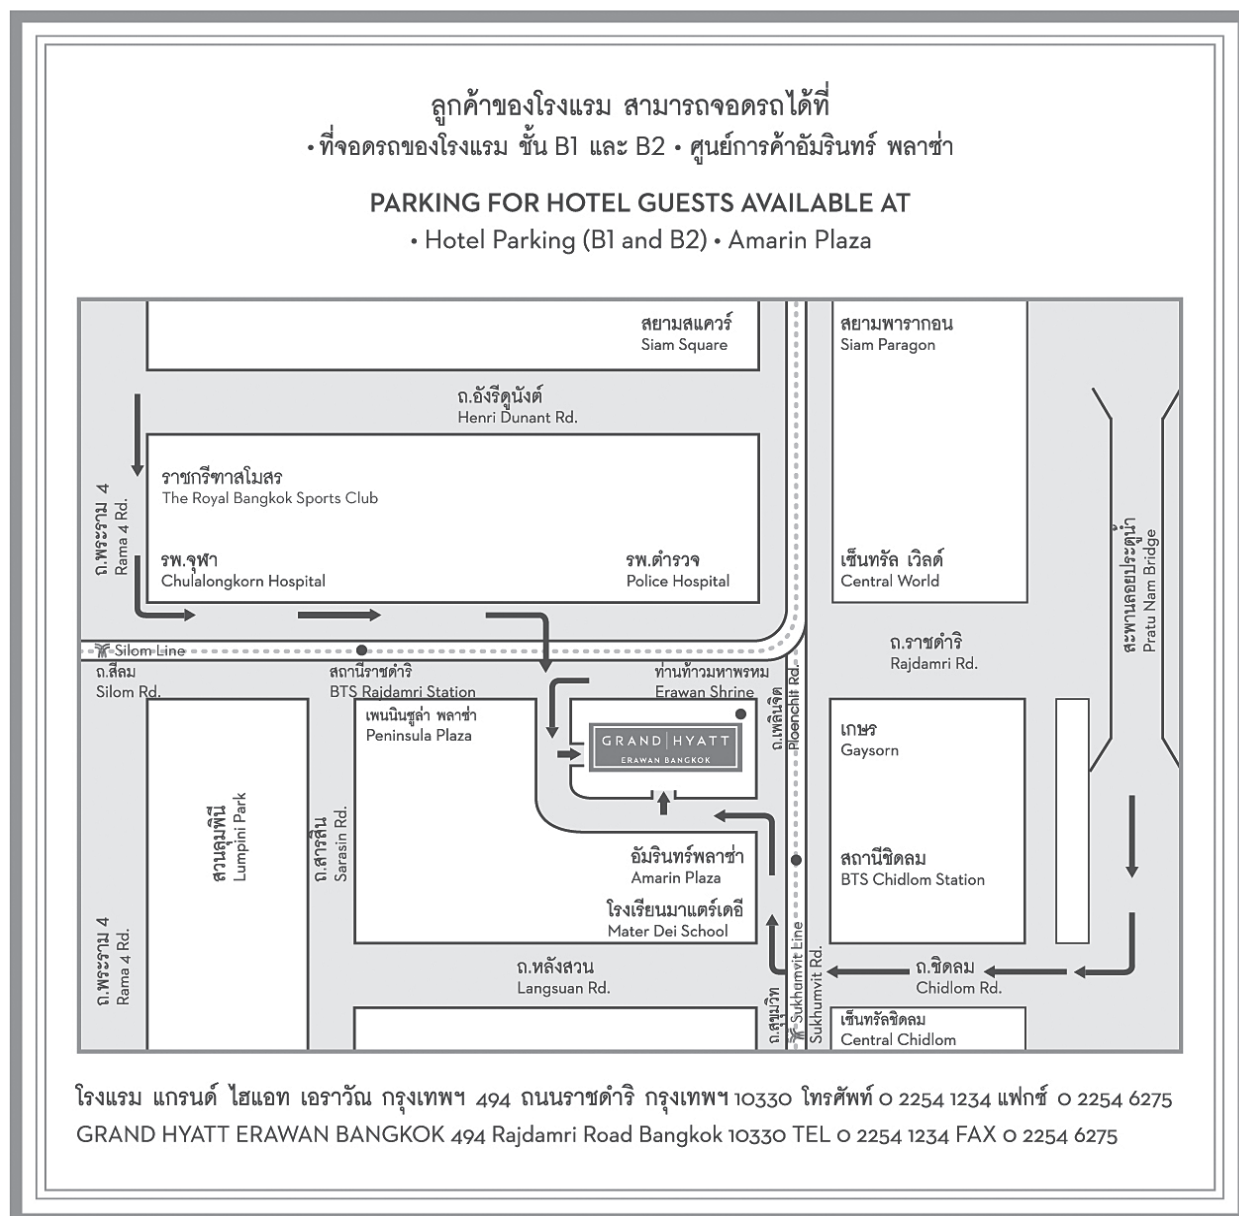 ลูกค้าของโรงแรม สามารถจอดรถได้ที่
• ที่จอดรถของโรงแรม ชั้น B1 และ B2 • ศูนย์การค้าอัมรินทร์ พลาซ่า
PARKING FOR HOTEL GUESTS AVAILABLE AT
• Hotel Parking (B1 and B2) • Amarin Plaza
สยามสแควร์
Siam Square
สยามพารากอน
Siam Paragon
ถ.อังรีดูนังต์
Henri Dunant Rd.
ราชกรีฑาสโมสร
The Royal Bangkok Sports Club
ถ.พระราม 4
Rama 4 Rd.
รพ.จุฬา
Chulalongkorn Hospital
รพ.ตำรวจ
Police Hospital
เซ็นทรัล เวิลด์
Central World
สะพานลอยประตูน้ำ
Pratu Nam Bridge
Silom Line
ถ.สีลม
Silom Rd.
สถานีราชดำริ
BTS Rajdamri Station
ท่านท้าวมหาพรหม
Erawan Shrine
ถ.ราชดำริ
Rajdamri Rd.
ถ.เพลินจิต
Ploenchit Rd.
เพนนินซูล่า พลาซ่า
Peninsula Plaza
GRAND HYATT
ERAWAN BANGKOK
เกษร
Gaysorn
สวนลุมพินี
Lumpini Park
ถ.สารสิน
Sarasin Rd.
อัมรินทร์พลาซ่า
Amarin Plaza
โรงเรียนมาแตร์เดอี
Mater Dei School
สถานีชิดลม
BTS Chidlom Station
ถ.พระราม 4
Rama 4 Rd.
ถ.หลังสวน
Langsuan Rd.
ถ.สุขุมวิท
Sukhumvit Line
Sukhumvit Rd.
ถ.ชิดลม
Chidlom Rd.
เซ็นทรัลชิดลม
Central Chidlom
โรงแรม แกรนด์ ไฮแอท เอราวัณ กรุงเทพฯ 494 ถนนราชดำริ กรุงเทพฯ 10330 โทรศัพท์ 0 2254 1234 แฟกซ์ 0 2254 6275
GRAND HYATT ERAWAN BANGKOK 494 Rajdamri Road Bangkok 10330 TEL 0 2254 1234 FAX 0 2254 6275